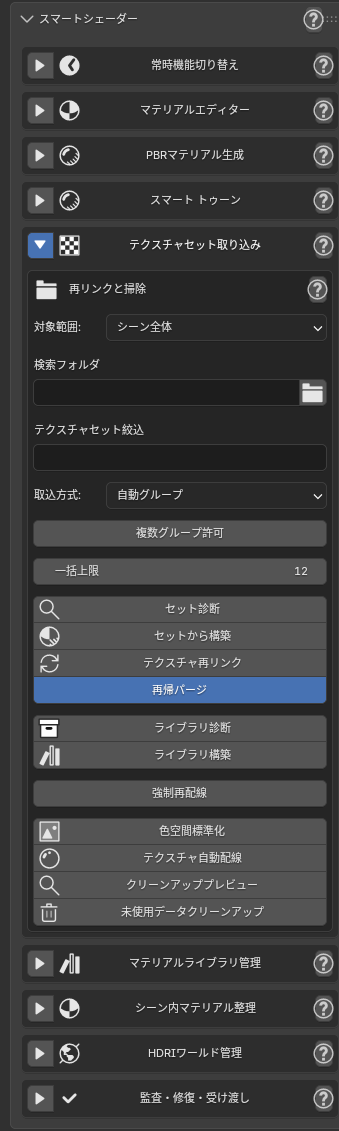 スマートシェーダー
常時機能切り替え
マテリアルエディター
PBRマテリアル生成
スマート トゥーン
テクスチャセット取り込み
再リンクと掃除
対象範囲: シーン全体
検索フォルダ
テクスチャセット絞込
取込方式: 自動グループ
複数グループ許可
一括上限 12
セット診断
セットから構築
テクスチャ再リンク
再帰パージ
ライブラリ診断
ライブラリ構築
強制再配線
色空間標準化
テクスチャ自動配線
クリーンアッププレビュー
未使用データクリーンアップ
マテリアルライブラリ管理
シーン内マテリアル整理
HDRIワールド管理
監査・修復・受け渡し